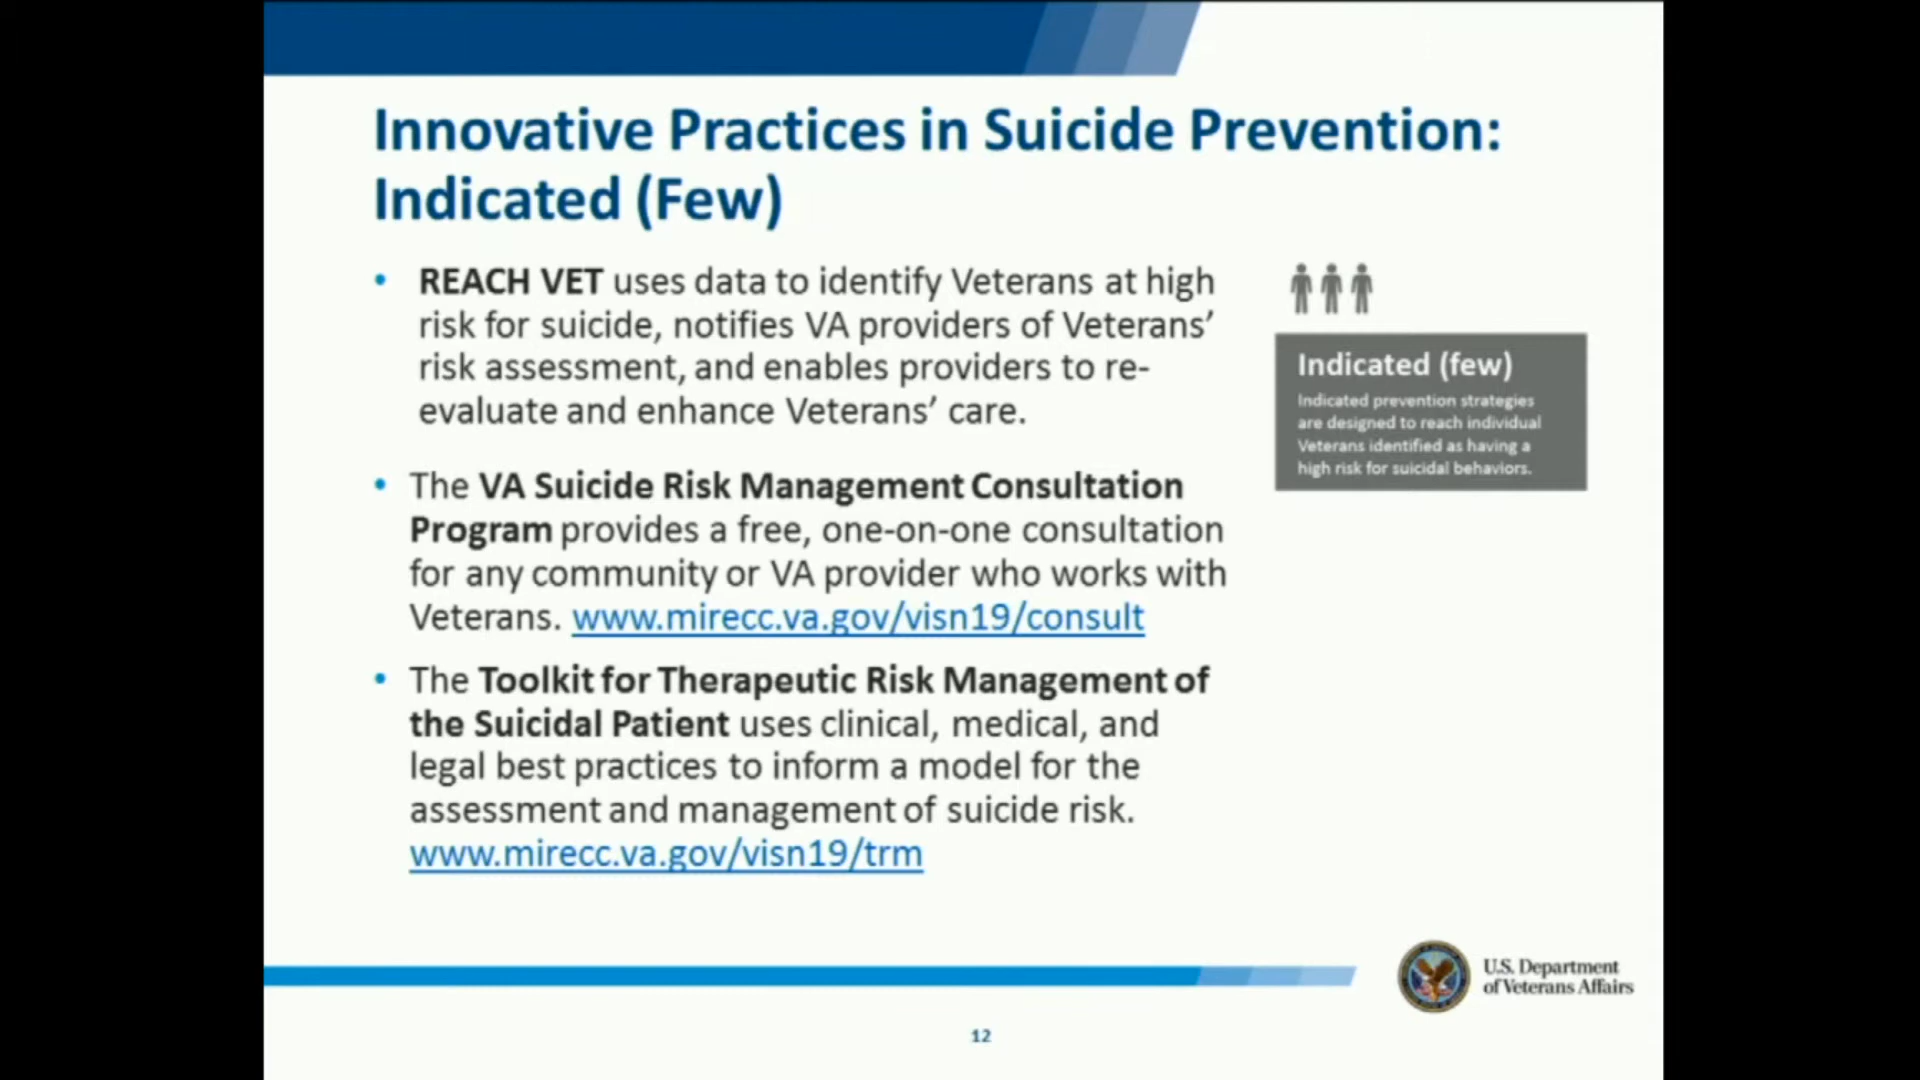 Innovative Practices in Suicide Prevention:
Indicated (Few)
• REACH VET uses data to identify Veterans at high
risk for suicide, notifies VA providers of Veterans’
risk assessment, and enables providers to re-
evaluate and enhance Veterans’ care.
• The VA Suicide Risk Management Consultation
Program provides a free, one-on-one consultation
for any community or VA provider who works with
Veterans. www.mirecc.va.gov/visn19/consult
• The Toolkit for Therapeutic Risk Management of
the Suicidal Patient uses clinical, medical, and
legal best practices to inform a model for the
assessment and management of suicide risk.
www.mirecc.va.gov/visn19/trm
Indicated (few)
Indicated prevention strategies
are designed to reach individual
Veterans identified as having a
high risk for suicidal behaviors.
U.S. Department
of Veterans Affairs
12